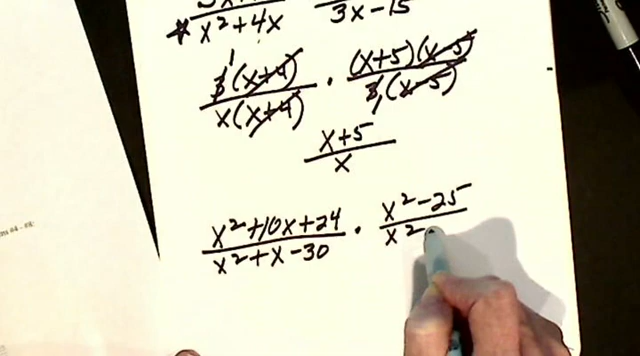 x² + 4x 3x - 15
3(x+4) / x(x+4) · (x+5)(x-5) / 3(x-5)
x+5 / x
x² + 10x + 24 / x² + x - 30 · x² - 25 / x²